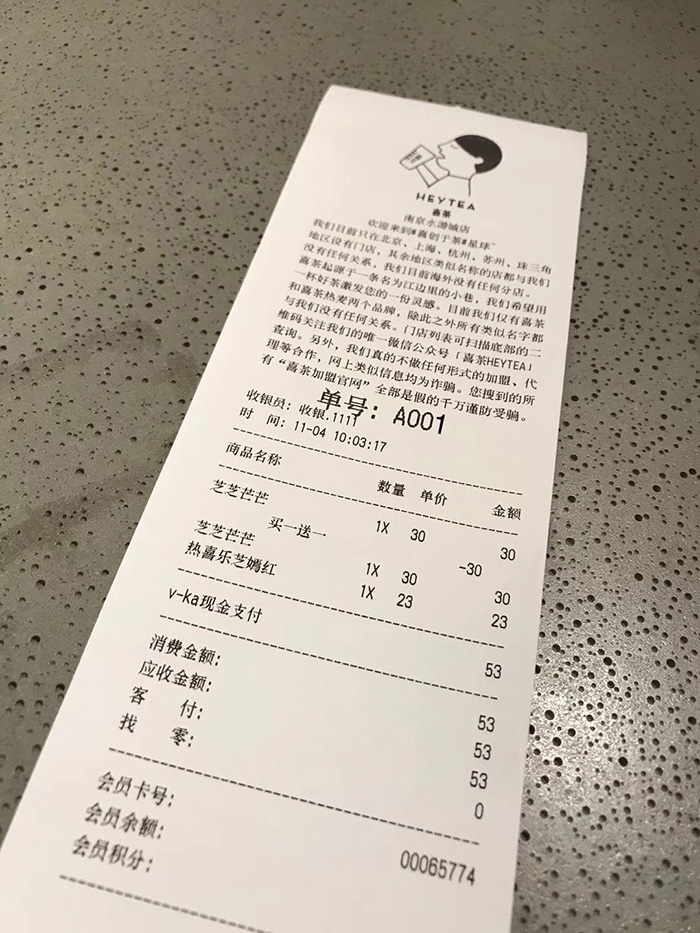 HEYTEA
喜茶
南京水游城店
欢迎来到#喜创于茶#星球~
我们目前只在北京、上海、杭州、苏州、珠三角
地区设有门店,其余地区类似名称的店都与我们
没有任何关系,我们目前海外没有任何分店。
喜茶起源于一条名为江边里的小巷,我们希望用
一杯好茶激发您的一份灵感。目前我们仅有喜茶
和喜茶热麦两个品牌,除此之外所有类似名字都
与我们没有任何关系。门店列表可扫描底部的二
维码关注我们的唯一微信公众号「喜茶HEYTEA」
查询。另外,我们真的不做任何形式的加盟、代
理等合作,网上类似信息均为诈骗。您搜到的所
有“喜茶加盟官网”全部是假的千万谨防受骗。
单号: A001
收银员: 收银.1111
时 间: 11-04 10:03:17
商品名称 数量 单价 金额
芝芝芒芒 1X 30 30
买一送一 -30
芝芝芒芒 1X 30 30
热喜乐芝嫣红 1X 23 23
v-ka现金支付 53
消费金额: 53
应收金额: 53
客 付: 53
找 零: 0
会员卡号: 00065774
会员余额:
会员积分: